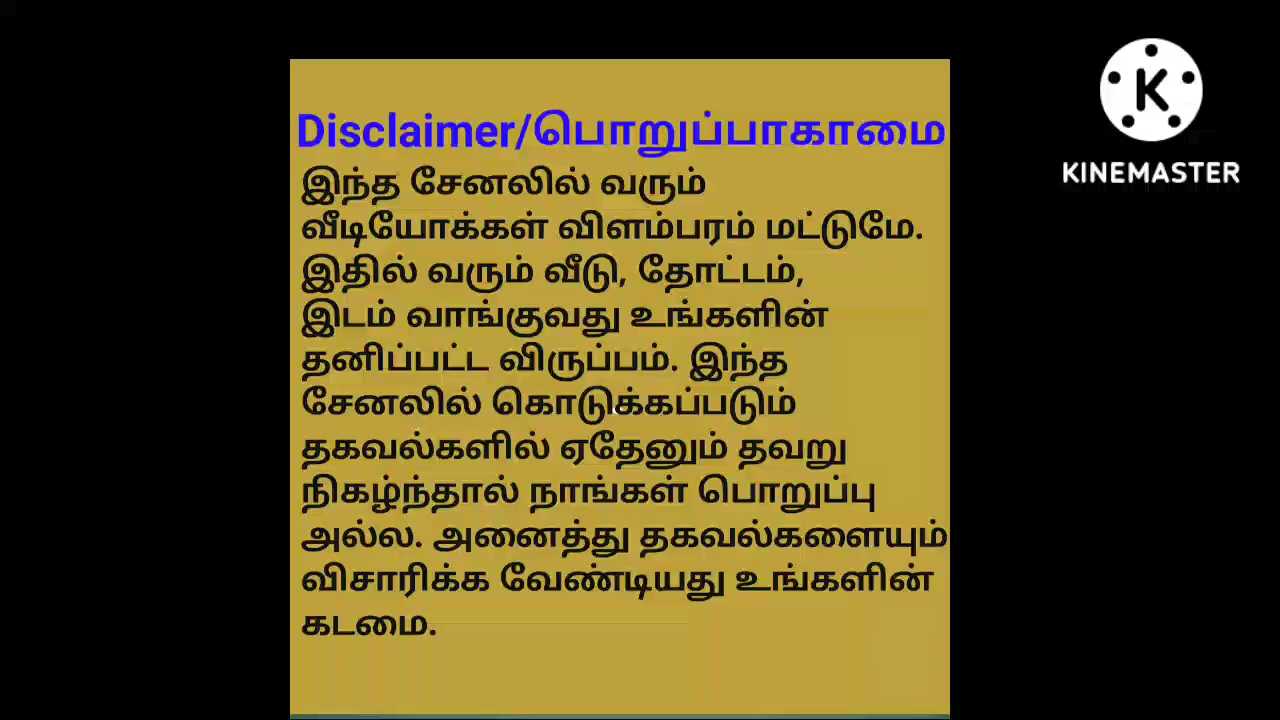 Disclaimer/பொறுப்பாகாமை
இந்த சேனலில் வரும்
வீடியோக்கள் விளம்பரம் மட்டுமே.
இதில் வரும் வீடு, தோட்டம்,
இடம் வாங்குவது உங்களின்
தனிப்பட்ட விருப்பம். இந்த
சேனலில் கொடுக்கப்படும்
தகவல்களில் ஏதேனும் தவறு
நிகழ்ந்தால் நாங்கள் பொறுப்பு
அல்ல. அனைத்து தகவல்களையும்
விசாரிக்க வேண்டியது உங்களின்
கடமை.
K
KINEMASTER